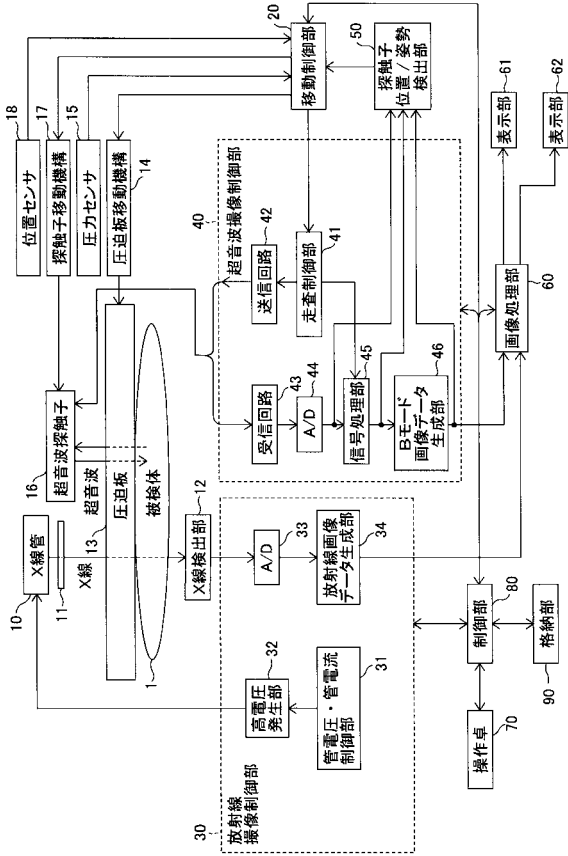 10
X線管
11
X線
16
超音波探触子
超音波
13
圧迫板
被検体
1
12
X線検出部
18
位置センサ
17
探触子移動機構
15
圧力センサ
圧迫板移動機構
14
20
移動制御部
50
探触子
位置/姿勢
検出部
40
超音波撮像制御部
42
送信回路
走査制御部
41
43
受信回路
44
A/D
45
信号処理部
46
Bモード
画像データ
生成部
61
表示部
62
表示部
画像処理部
60
30
放射線
撮像制御部
32
高電圧
発生部
31
管電圧・管電流
制御部
A/D
33
放射線画像
データ生成部
34
制御部
80
格納部
90
操作卓
70